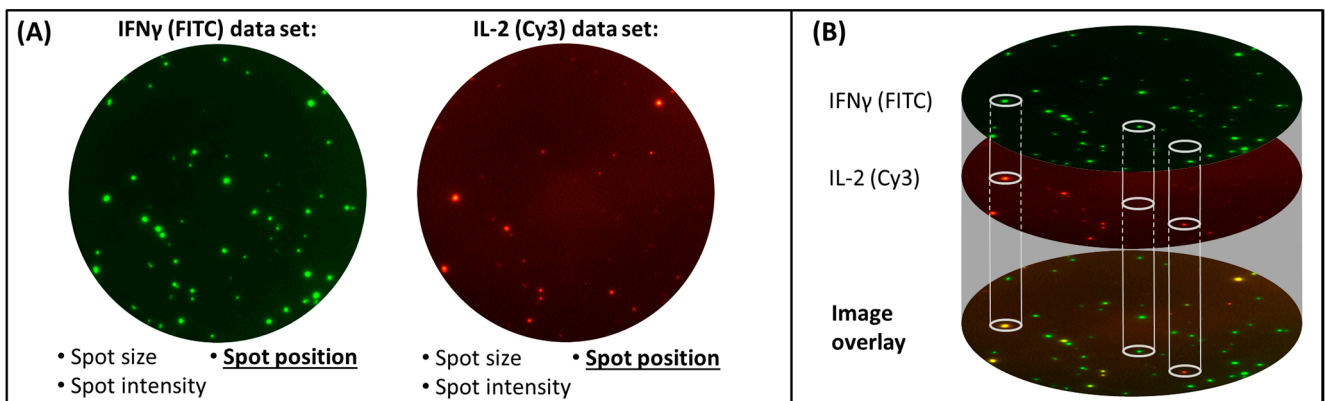 (A)
IFNγ (FITC) data set:
IL-2 (Cy3) data set:
• Spot size
• Spot position
• Spot intensity
• Spot size
• Spot position
• Spot intensity
(B)
IFNγ (FITC)
IL-2 (Cy3)
Image
overlay